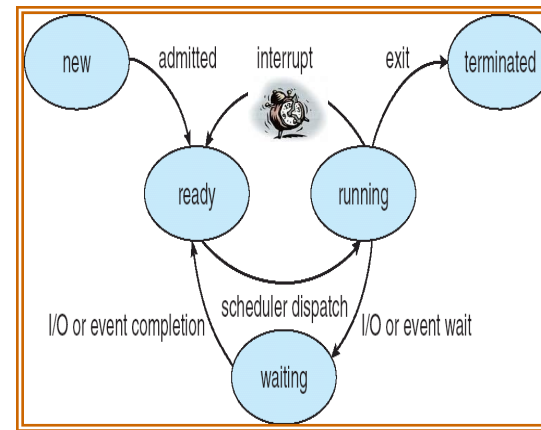 new
admitted
interrupt
exit
terminated
ready
running
scheduler dispatch
I/O or event completion
I/O or event wait
waiting